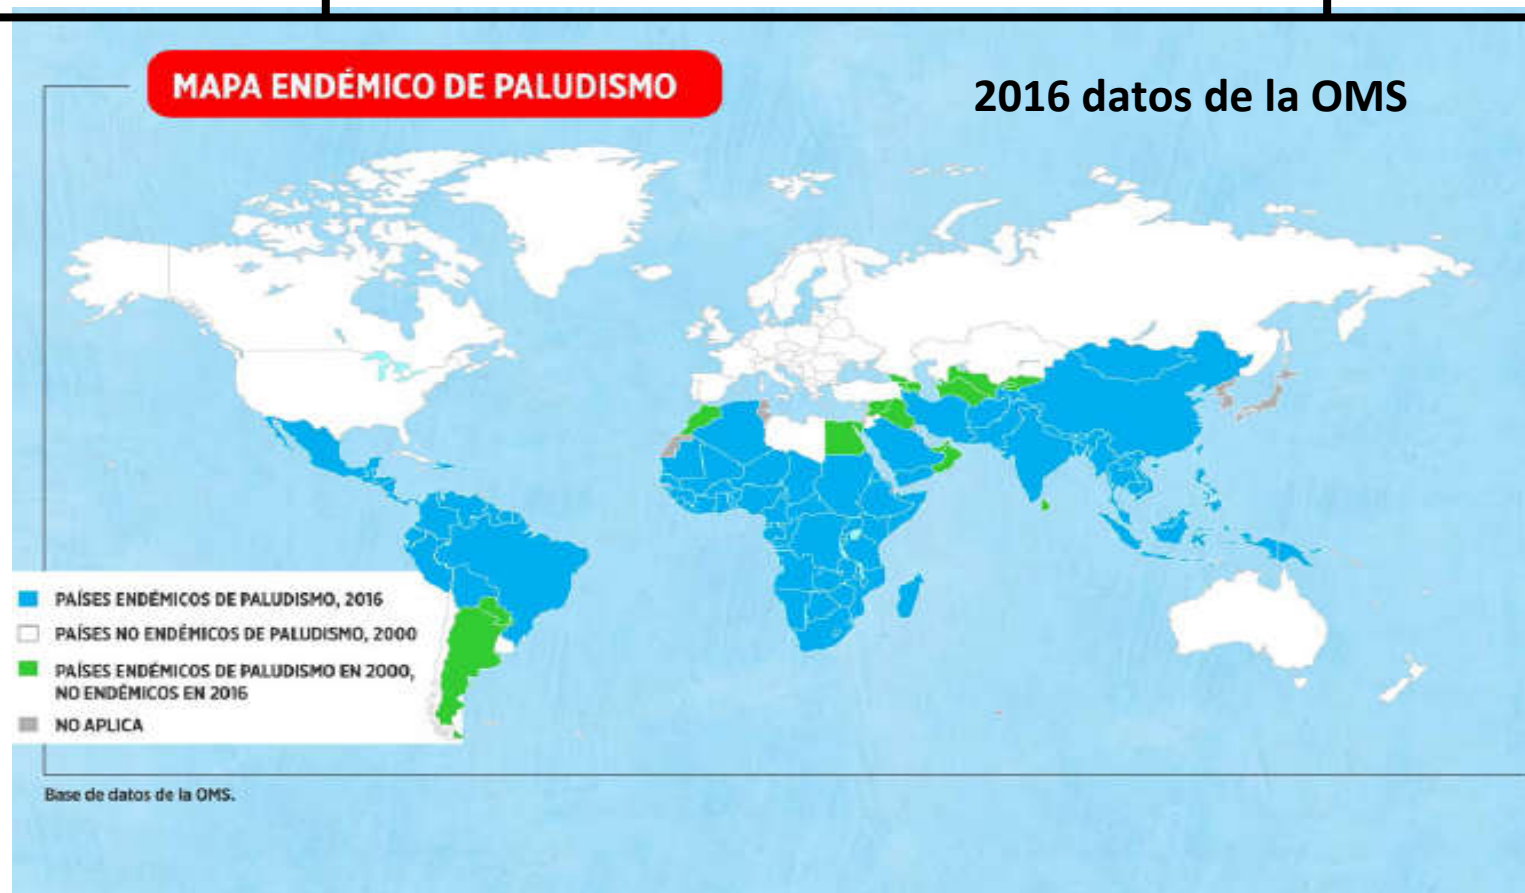 MAPA ENDÉMICO DE PALUDISMO
2016 datos de la OMS
PAÍSES ENDÉMICOS DE PALUDISMO, 2016
PAÍSES NO ENDÉMICOS DE PALUDISMO, 2000
PAÍSES ENDÉMICOS DE PALUDISMO EN 2000,
NO ENDÉMICOS EN 2016
NO APLICA
Base de datos de la OMS.